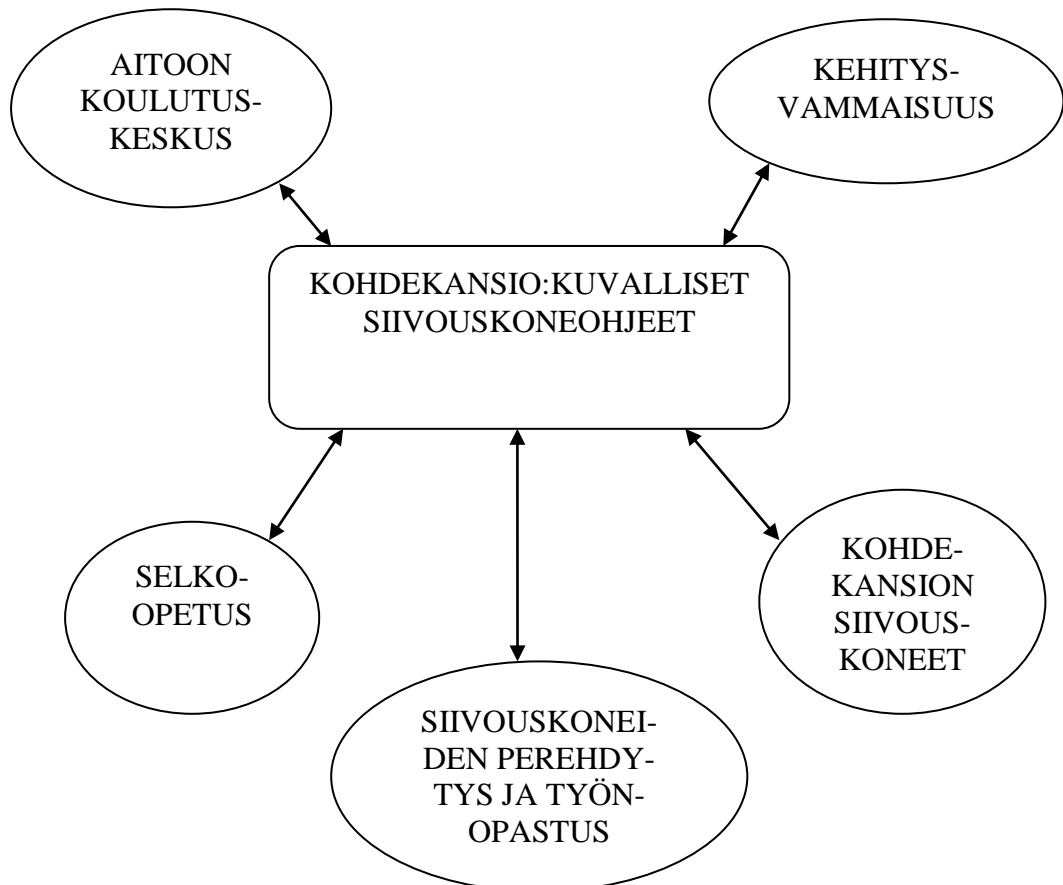 AITOON
KOULUTUS-
KESKUS
KEHITYS-
VAMMAISUUS
KOHDEKANSIO:KUVALLISET
SIIVOUSKONEOHJEET
SELKO-
OPETUS
KOHDE-
KANSION
SIIVOUS-
KONEET
SIIVOUSKONEI-
DEN PEREHDY-
TYS JA TYÖN-
OPASTUS